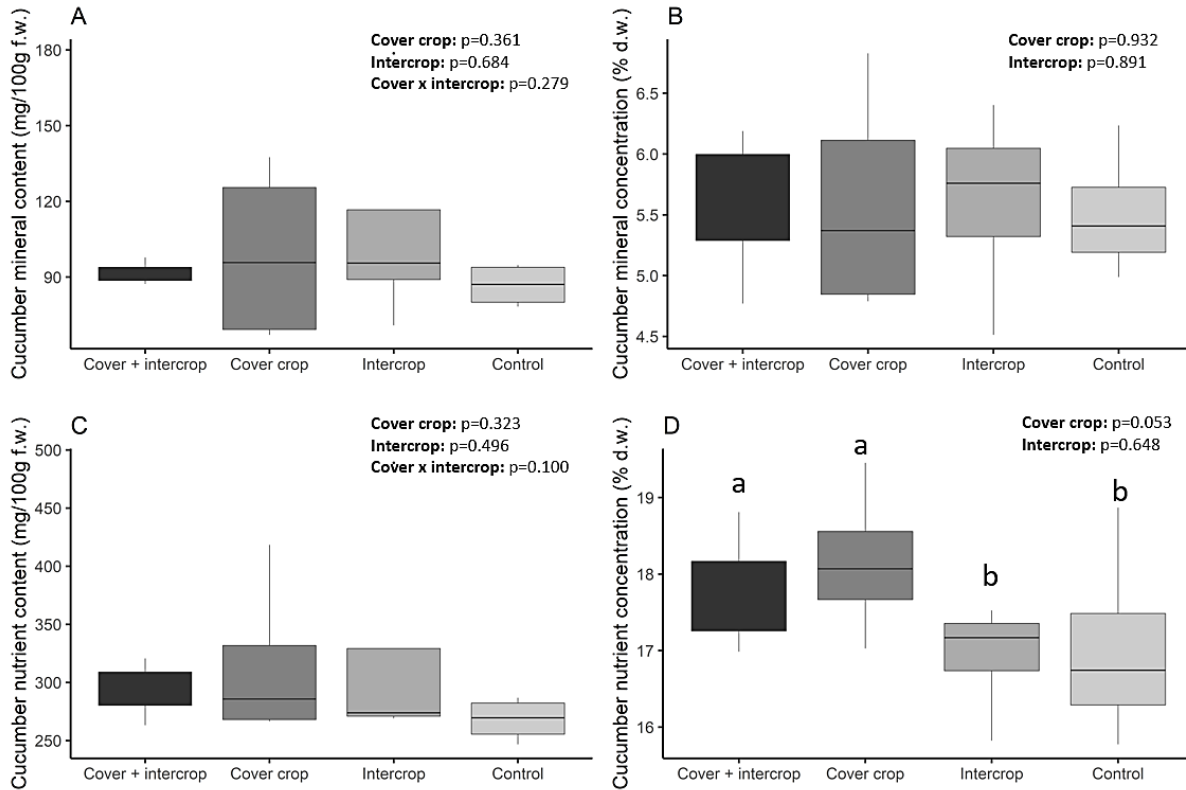 A
Cucumber mineral content (mg/100g f.w.)
Cover crop: p=0.361
Intercrop: p=0.684
Cover x intercrop: p=0.279
180
150
120
90
Cover + intercrop
Cover crop
Intercrop
Control
B
Cucumber mineral concentration (% d.w.)
Cover crop: p=0.932
Intercrop: p=0.891
6.5
6.0
5.5
5.0
4.5
Cover + intercrop
Cover crop
Intercrop
Control
C
Cucumber nutrient content (mg/100g f.w.)
Cover crop: p=0.323
Intercrop: p=0.496
Cover x intercrop: p=0.100
500
450
400
350
300
250
Cover + intercrop
Cover crop
Intercrop
Control
D
Cucumber nutrient concentration (% d.w.)
Cover crop: p=0.053
Intercrop: p=0.648
a
a
b
b
19
18
17
16
Cover + intercrop
Cover crop
Intercrop
Control